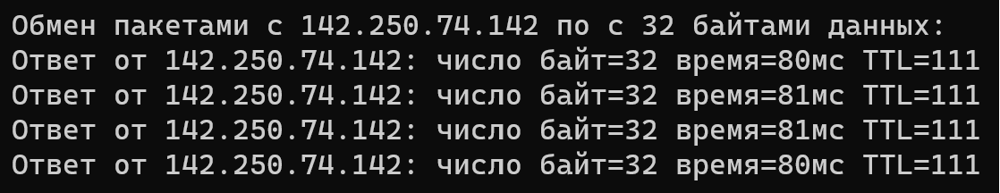 Обмен пакетами с 142.250.74.142 по с 32 байтами данных:
Ответ от 142.250.74.142: число байт=32 время=80мс TTL=111
Ответ от 142.250.74.142: число байт=32 время=81мс TTL=111
Ответ от 142.250.74.142: число байт=32 время=81мс TTL=111
Ответ от 142.250.74.142: число байт=32 время=80мс TTL=111